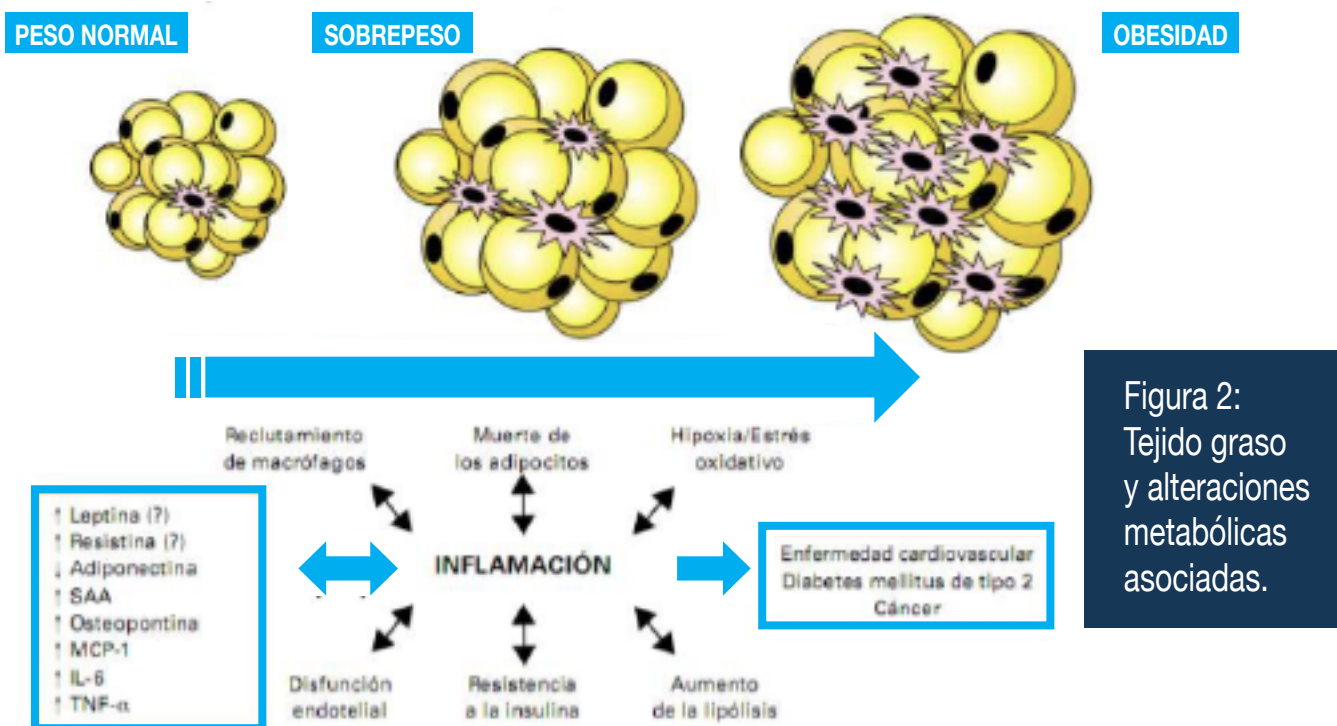 PESO NORMAL
SOBREPESO
OBESIDAD
Reclutamiento
de macrófagos
Muerte de
los adipocitos
Hipoxia/Estrés
oxidativo
↑ Leptina (?)
↑ Resistina (?)
↓ Adiponectina
↑ SAA
↑ Osteopontina
↑ MCP-1
↑ IL-6
↑ TNF-α
INFLAMACIÓN
Enfermedad cardiovascular
Diabetes mellitus de tipo 2
Cáncer
Disfunción
endotelial
Resistencia
a la insulina
Aumento
de la lipólisis
Figura 2:
Tejido graso
y alteraciones
metabólicas
asociadas.